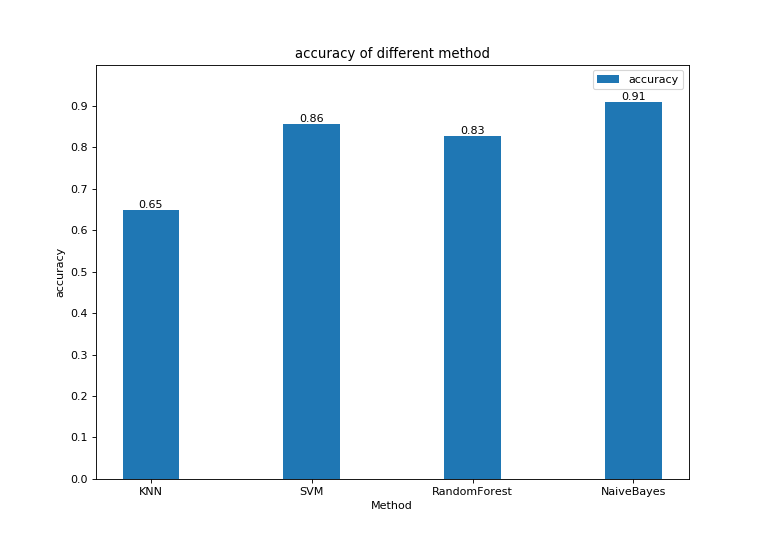 accuracy of different method
accuracy
0.91
0.86
0.83
0.65
accuracy
0.9
0.8
0.7
0.6
0.5
0.4
0.3
0.2
0.1
0.0
KNN SVM RandomForest NaiveBayes
Method